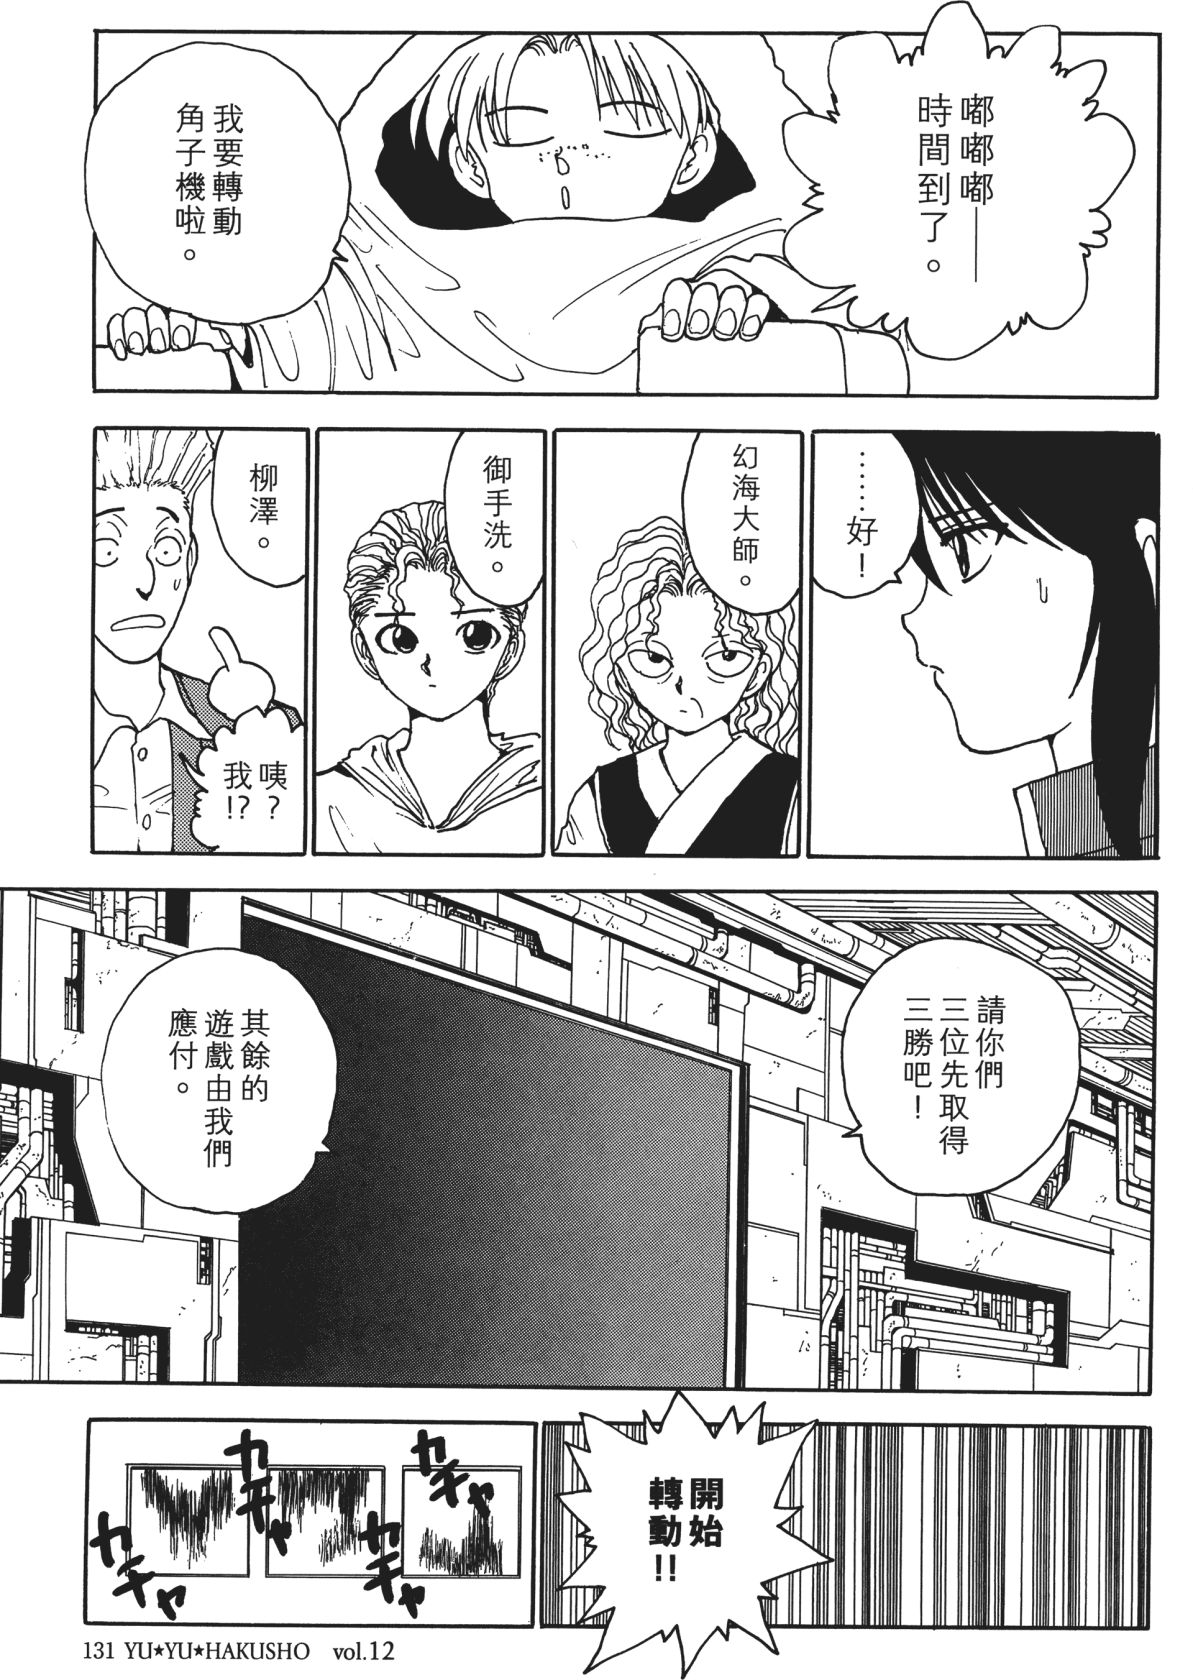 嘟嘟嘟——
時間到了。
我要轉動
角子機啦。
……好！
幻海大師。
御手洗。
柳澤。
咦？
我!?
請你們
三位先取得
三勝吧！
其餘的
遊戲由我們
應付。
開始
轉動!!
カチャ
カチャ
カチャ
カチャ
131 YU★YU★HAKUSHO vol.12